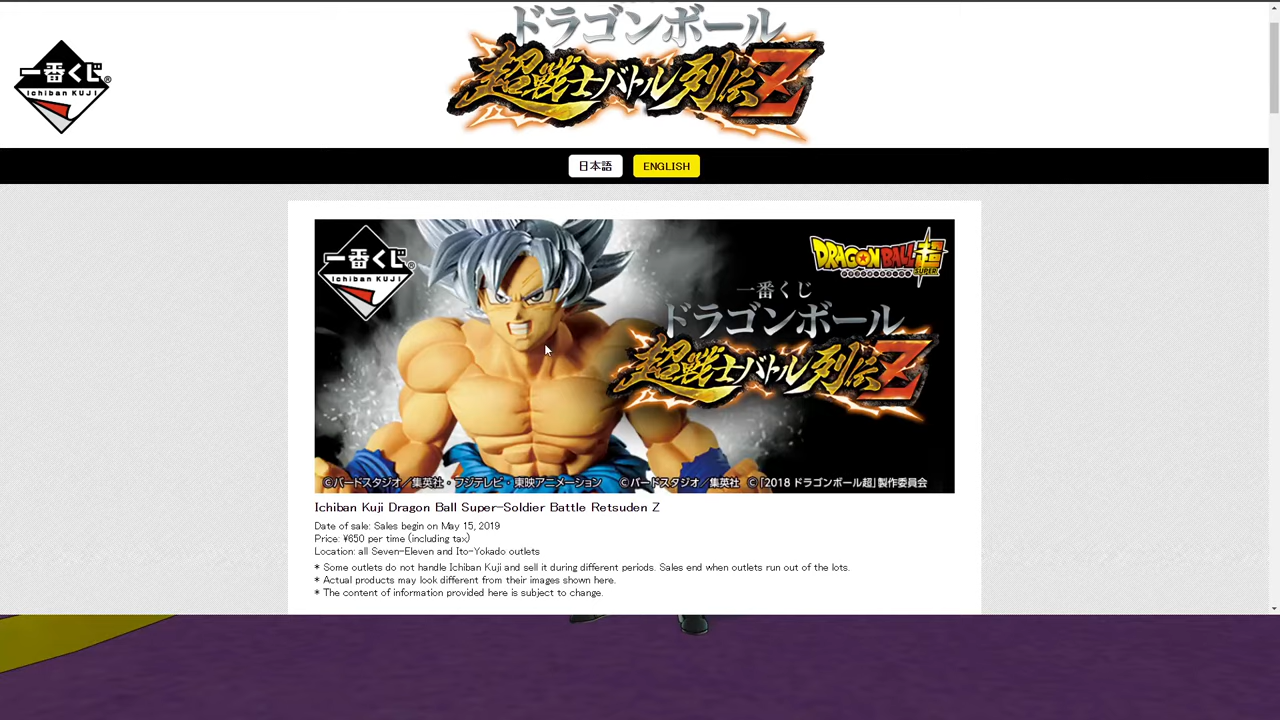 ドラゴンボール
超戦士バトル列伝Z
一番くじ®
Ichiban KUJI
日本語 ENGLISH
一番くじ®
Ichiban KUJI
DRAGON BALL超
SUPER
一番くじ
ドラゴンボール
超戦士バトル列伝Z
©バードスタジオ／集英社・フジテレビ・東映アニメーション ©バードスタジオ／集英社 ©「2018 ドラゴンボール超」製作委員会
Ichiban Kuji Dragon Ball Super-Soldier Battle Retsuden Z
Date of sale: Sales begin on May 15, 2019
Price: ¥650 per time (including tax)
Location: all Seven-Eleven and Ito-Yokado outlets
* Some outlets do not handle Ichiban Kuji and sell it during different periods. Sales end when outlets run out of the lots.
* Actual products may look different from their images shown here.
* The content of information provided here is subject to change.